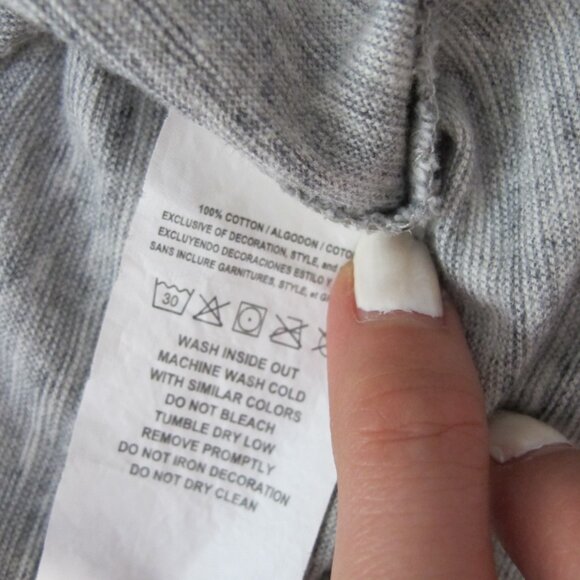 100% COTTON / ALGODON / COTO
EXCLUSIVE OF DECORATION, STYLE, and
EXCLUYENDO DECORACIONES ESTILO Y
SANS INCLURE GARNITURES, STYLE, et
30
WASH INSIDE OUT
MACHINE WASH COLD
WITH SIMILAR COLORS
DO NOT BLEACH
TUMBLE DRY LOW
REMOVE PROMPTLY
DO NOT IRON DECORATION
DO NOT DRY CLEAN